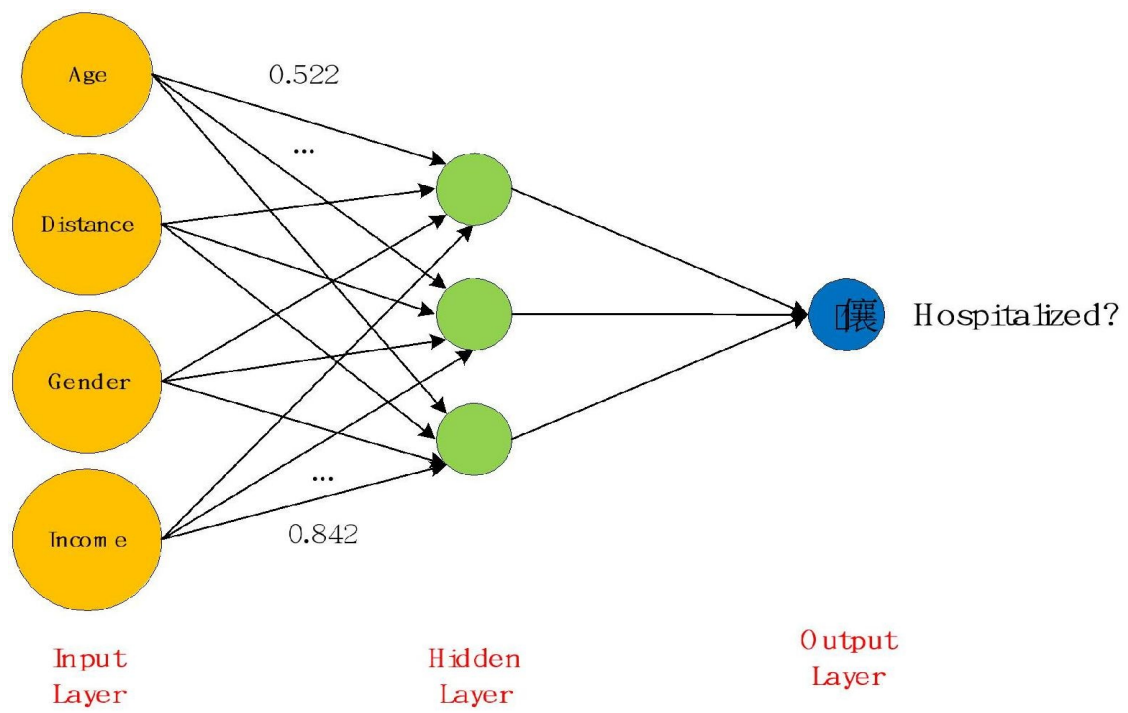 Age
0.522
...
Distance
Gender
Income
...
0.842
Hospitalized?
Input
Layer
Hidden
Layer
Output
Layer